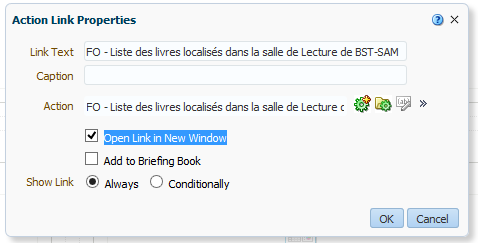 Action Link Properties
Link Text FO - Liste des livres localisés dans la salle de Lecture de BST-SAM
Caption
Action FO - Liste des livres localisés dans la salle de Lecture
Open Link in New Window
Add to Briefing Book
Show Link Always Conditionally
OK Cancel